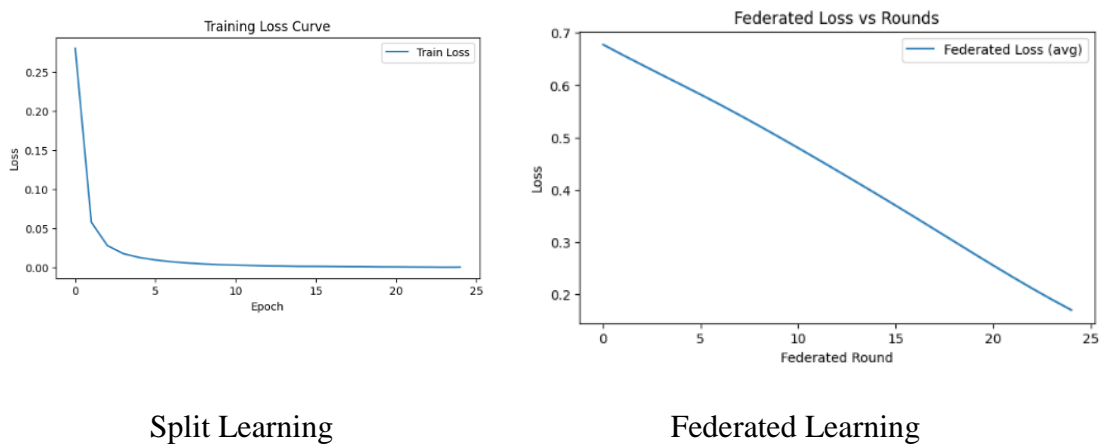 Training Loss Curve
Train Loss
Loss
0.25
0.20
0.15
0.10
0.05
0.00
0 5 10 15 20 25
Epoch
Federated Loss vs Rounds
Federated Loss (avg)
Loss
0.7
0.6
0.5
0.4
0.3
0.2
0 5 10 15 20 25
Federated Round
Split Learning
Federated Learning